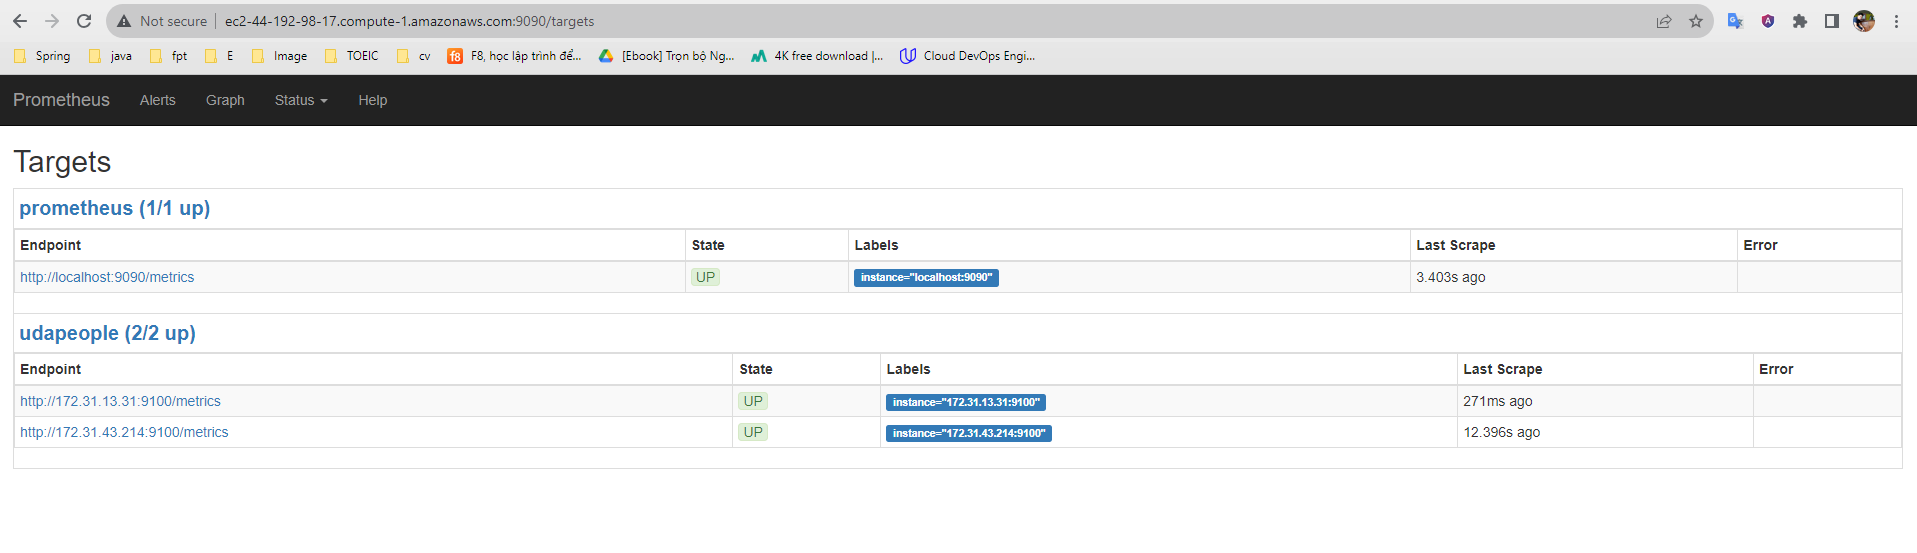 Not secure ec2-44-192-98-17.compute-1.amazonaws.com:9090/targets
Spring java fpt E Image TOEIC cv f8 F8, học lập trình để... [Ebook] Trọn bộ Ng... 4K free download |... Cloud DevOps Engi...
Prometheus Alerts Graph Status Help
Targets
prometheus (1/1 up)
Endpoint State Labels Last Scrape Error
http://localhost:9090/metrics UP instance="localhost:9090" 3.403s ago
udapeople (2/2 up)
Endpoint State Labels Last Scrape Error
http://172.31.13.31:9100/metrics UP instance="172.31.13.31:9100" 271ms ago
http://172.31.43.214:9100/metrics UP instance="172.31.43.214:9100" 12.396s ago